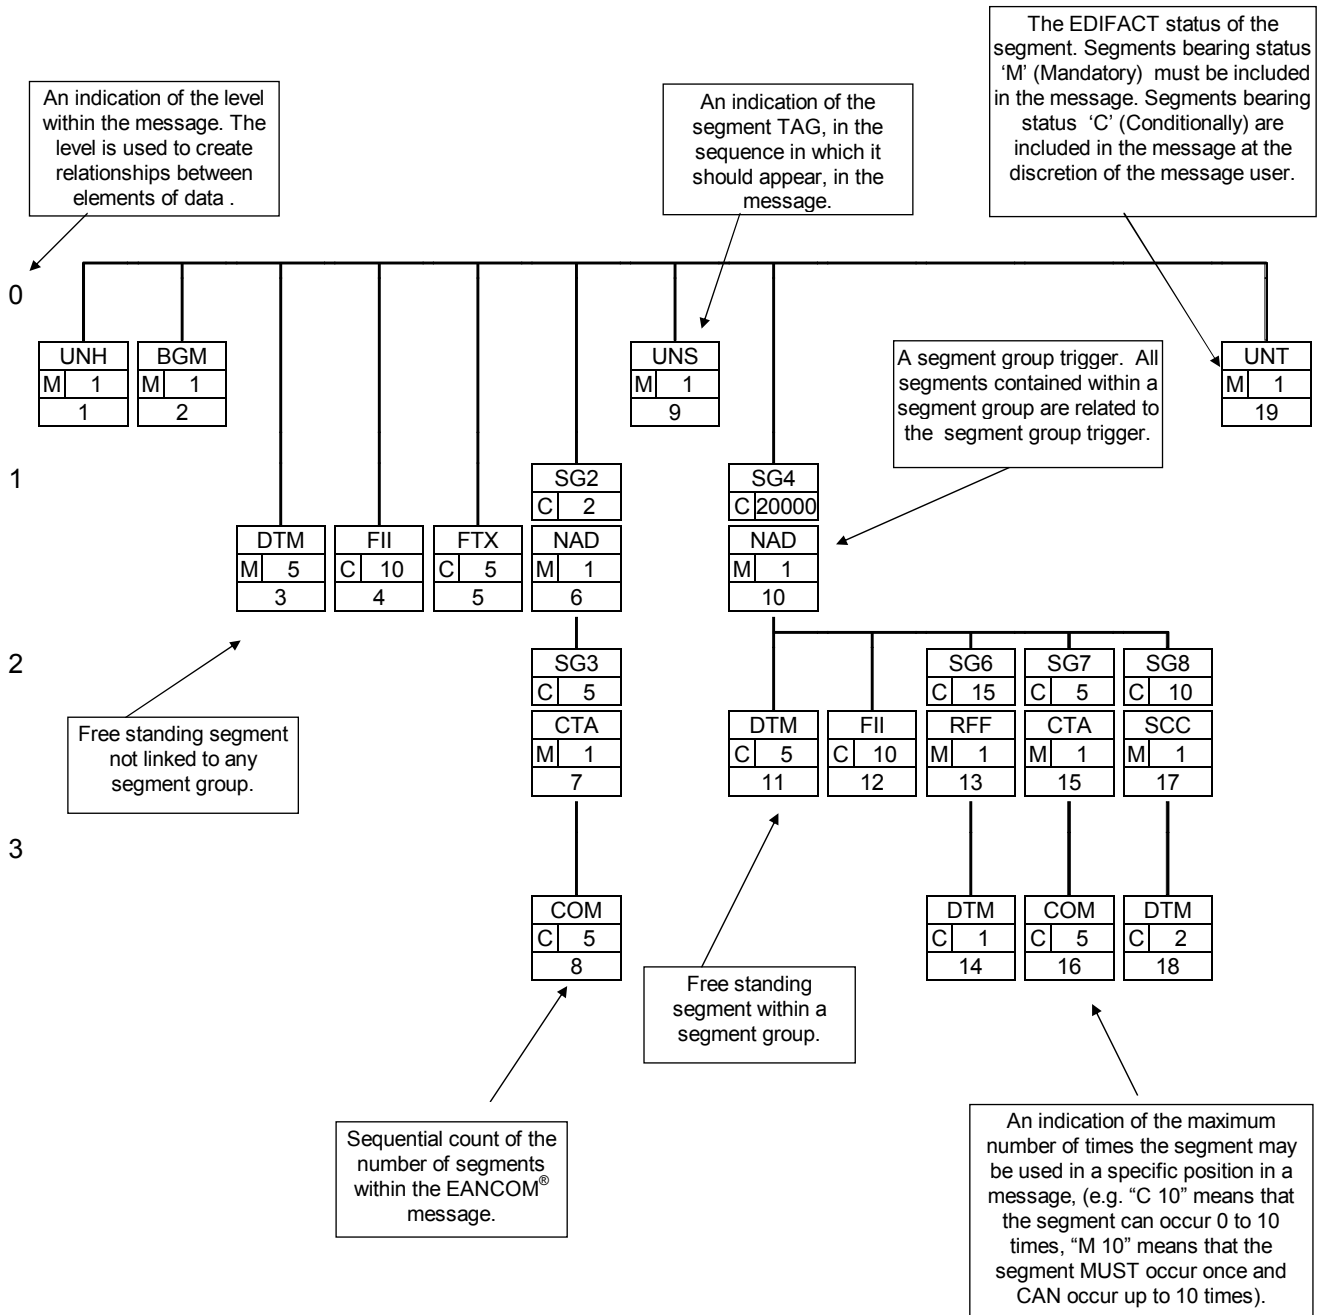 The EDIFACT status of the
segment. Segments bearing status
‘M’ (Mandatory) must be included
in the message. Segments bearing
status ‘C’ (Conditionally) are
included in the message at the
discretion of the message user.
An indication of the level
within the message. The
level is used to create
relationships between
elements of data .
An indication of the
segment TAG, in the
sequence in which it
should appear, in the
message.
0
UNH
M 1
1
BGM
M 1
2
UNS
M 1
9
UNT
M 1
19
A segment group trigger. All
segments contained within a
segment group are related to
the segment group trigger.
1
SG2
C 2
SG4
C 20000
DTM
M 5
3
FII
C 10
4
FTX
C 5
5
NAD
M 1
6
NAD
M 1
10
2
SG3
C 5
SG6
C 15
SG7
C 5
SG8
C 10
CTA
M 1
7
DTM
C 5
11
FII
C 10
12
RFF
M 1
13
CTA
M 1
15
SCC
M 1
17
Free standing segment
not linked to any
segment group.
3
COM
C 5
8
DTM
C 1
14
COM
C 5
16
DTM
C 2
18
Free standing
segment within a
segment group.
Sequential count of the
number of segments
within the EANCOM®
message.
An indication of the maximum
number of times the segment may
be used in a specific position in a
message, (e.g. “C 10” means that
the segment can occur 0 to 10
times, “M 10” means that the
segment MUST occur once and
CAN occur up to 10 times).